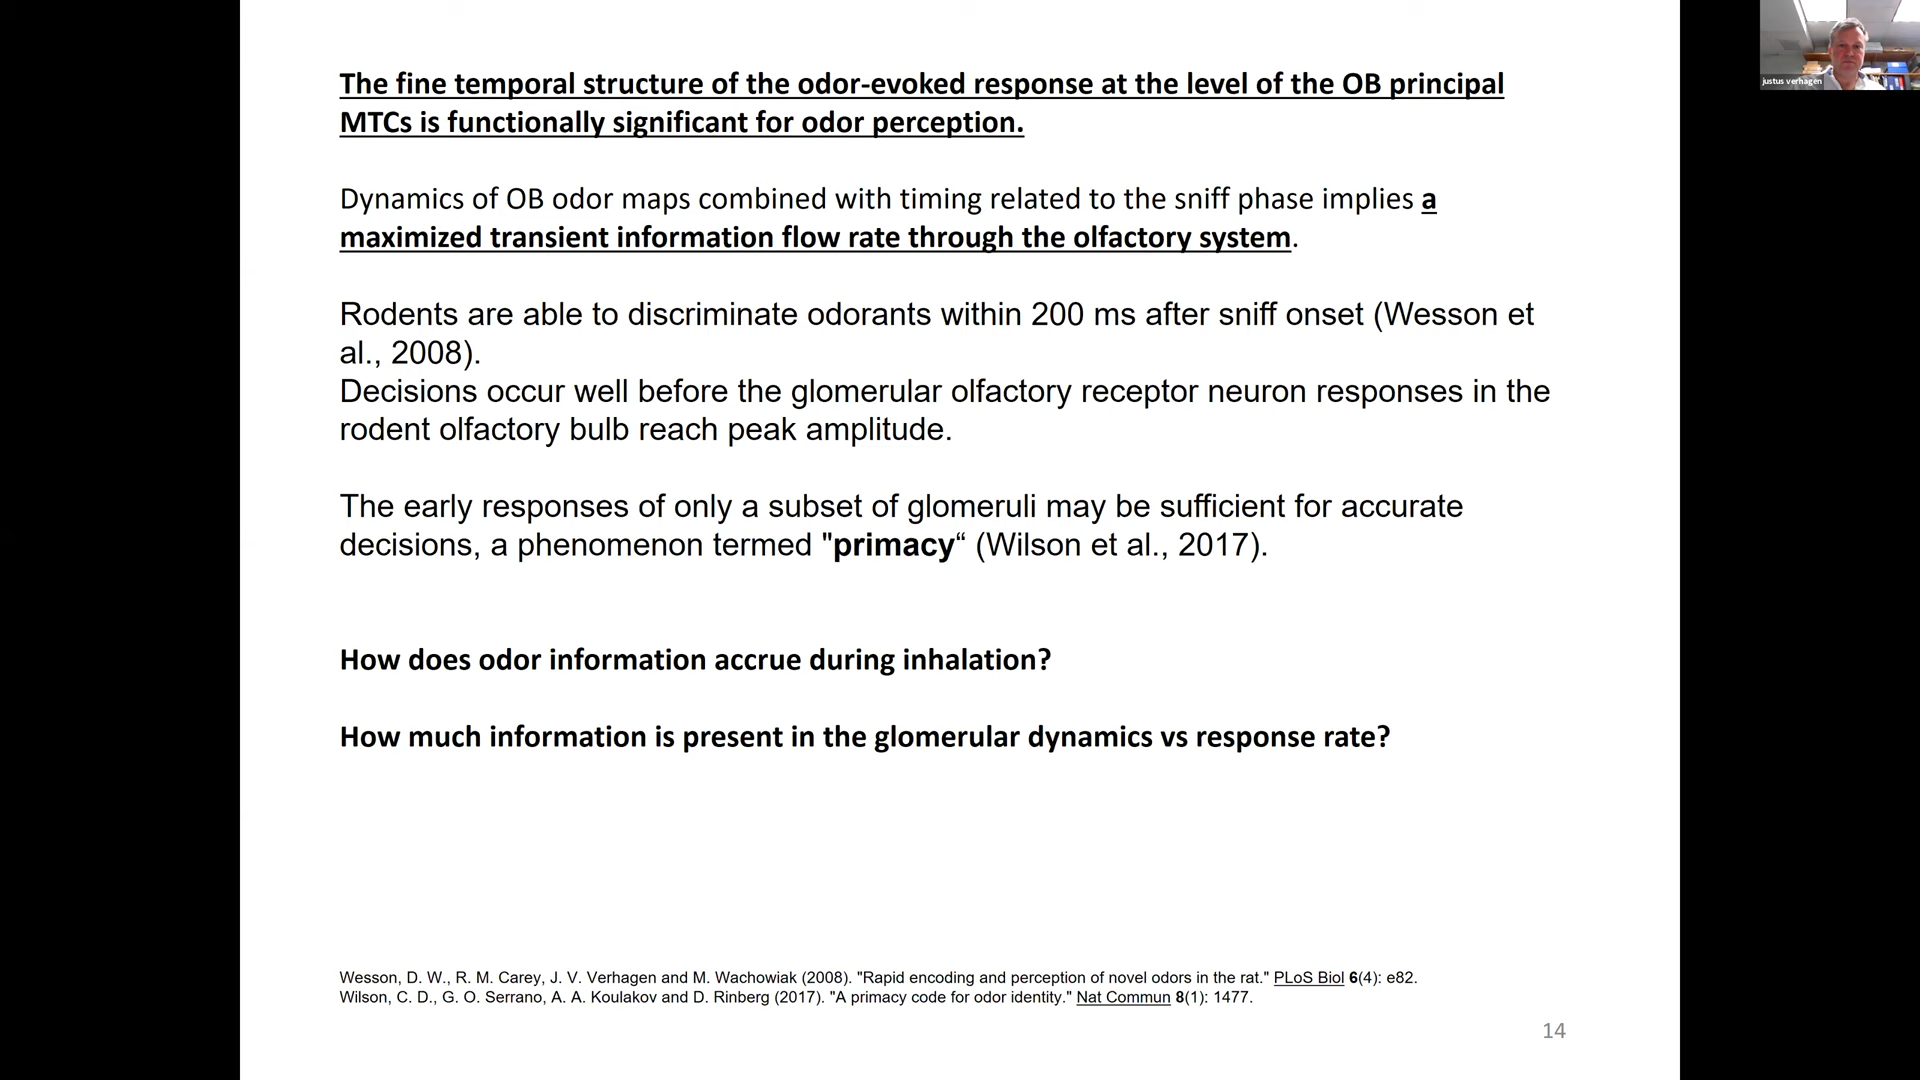 The fine temporal structure of the odor-evoked response at the level of the OB principal
MTCs is functionally significant for odor perception.
Dynamics of OB odor maps combined with timing related to the sniff phase implies a
maximized transient information flow rate through the olfactory system.
Rodents are able to discriminate odorants within 200 ms after sniff onset (Wesson et
al., 2008).
Decisions occur well before the glomerular olfactory receptor neuron responses in the
rodent olfactory bulb reach peak amplitude.
The early responses of only a subset of glomeruli may be sufficient for accurate
decisions, a phenomenon termed "primacy“ (Wilson et al., 2017).
How does odor information accrue during inhalation?
How much information is present in the glomerular dynamics vs response rate?
Wesson, D. W., R. M. Carey, J. V. Verhagen and M. Wachowiak (2008). "Rapid encoding and perception of novel odors in the rat." PLoS Biol 6(4): e82.
Wilson, C. D., G. O. Serrano, A. A. Koulakov and D. Rinberg (2017). "A primacy code for odor identity." Nat Commun 8(1): 1477.
14
justus verhagen